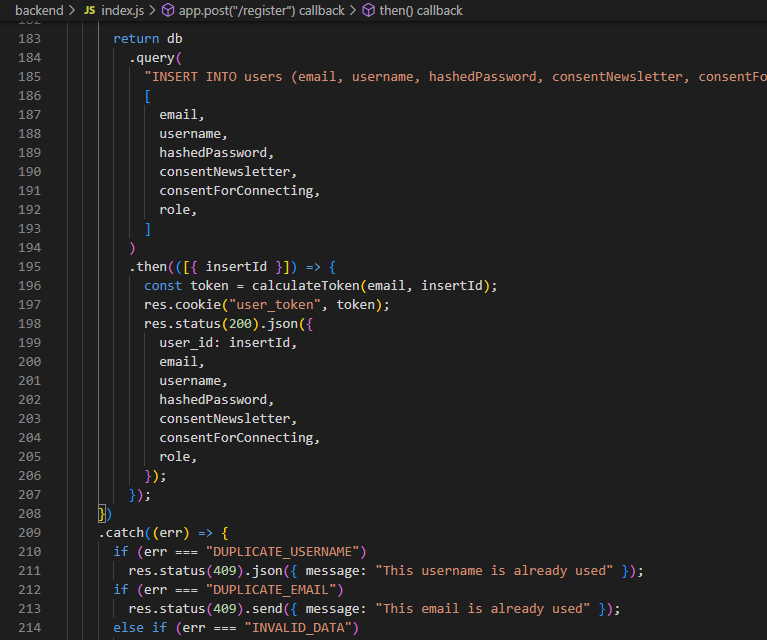 backend > JS index.js > app.post("/register") callback > then() callback
182
183 return db
184 .query(
185 "INSERT INTO users (email, username, hashedPassword, consentNewsletter, consentFo
186 [
187 email,
188 username,
189 hashedPassword,
190 consentNewsletter,
191 consentForConnecting,
192 role,
193 ]
194 )
195 .then(([{ insertId }]) => {
196 const token = calculateToken(email, insertId);
197 res.cookie("user_token", token);
198 res.status(200).json({
199 user_id: insertId,
200 email,
201 username,
202 hashedPassword,
203 consentNewsletter,
204 consentForConnecting,
205 role,
206 });
207 });
208 })
209 .catch((err) => {
210 if (err === "DUPLICATE_USERNAME")
211 res.status(409).json({ message: "This username is already used" });
212 if (err === "DUPLICATE_EMAIL")
213 res.status(409).send({ message: "This email is already used" });
214 else if (err === "INVALID_DATA")